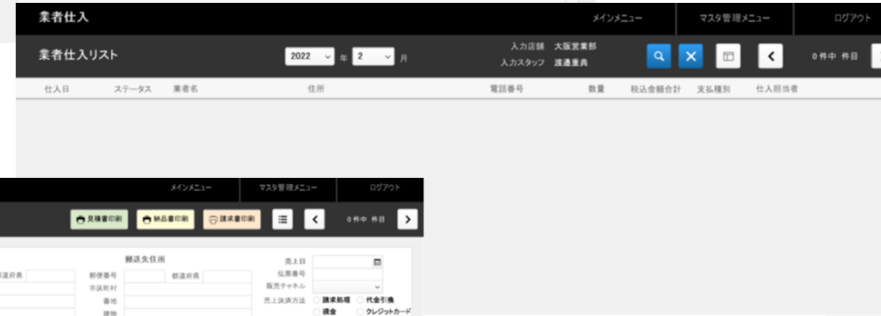 業者仕入 メインメニュー マスタ管理メニュー ログアウト
業者仕入リスト 2022 年 2 月 入力店舗 大阪営業部 0 件中 件目
入力スタッフ 渡邊重典
仕入日 ステータス 業者名 住所 電話番号 数量 税込金額合計 支払種別 仕入担当者
メインメニュー マスタ管理メニュー ログアウト
見積書印刷 納品書印刷 請求書印刷 0 件中 件目
郵送先住所 売上日
都道府県 郵便番号 都道府県 伝票番号
市区町村 販売チャネル
番地 売上決済方法 請求処理 代金引換
建物 現金 クレジットカード